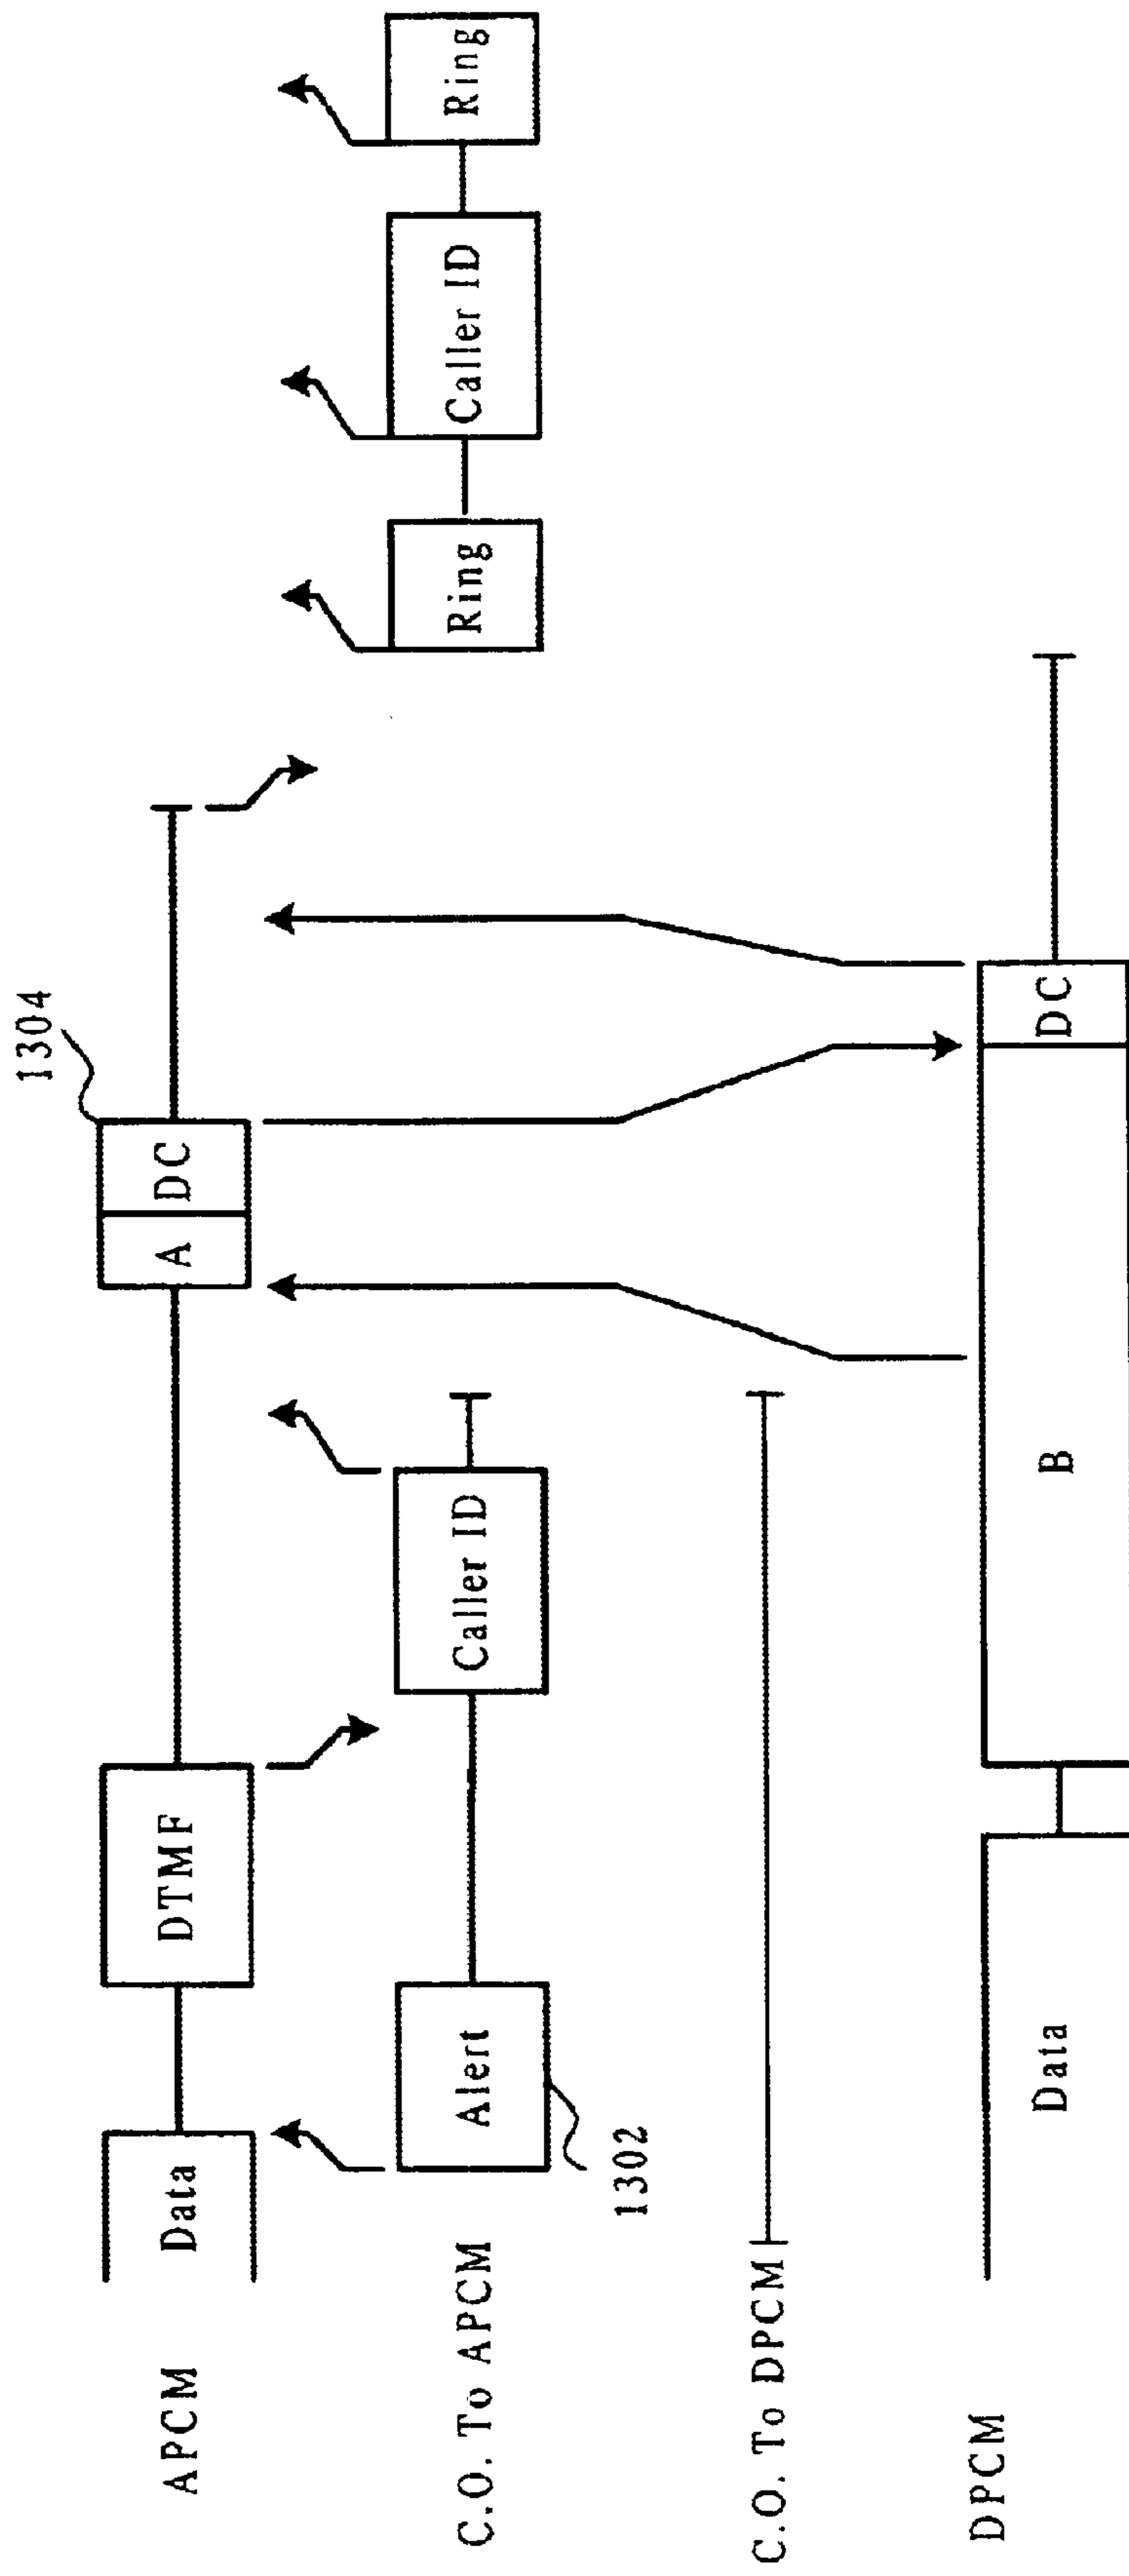 1304
APCM
Data
DTMF
A
DC
C.O. To APCM
Alert
Caller ID
Ring
Caller ID
Ring
1302
C.O. To DPCM
DPCM
Data
B
DC